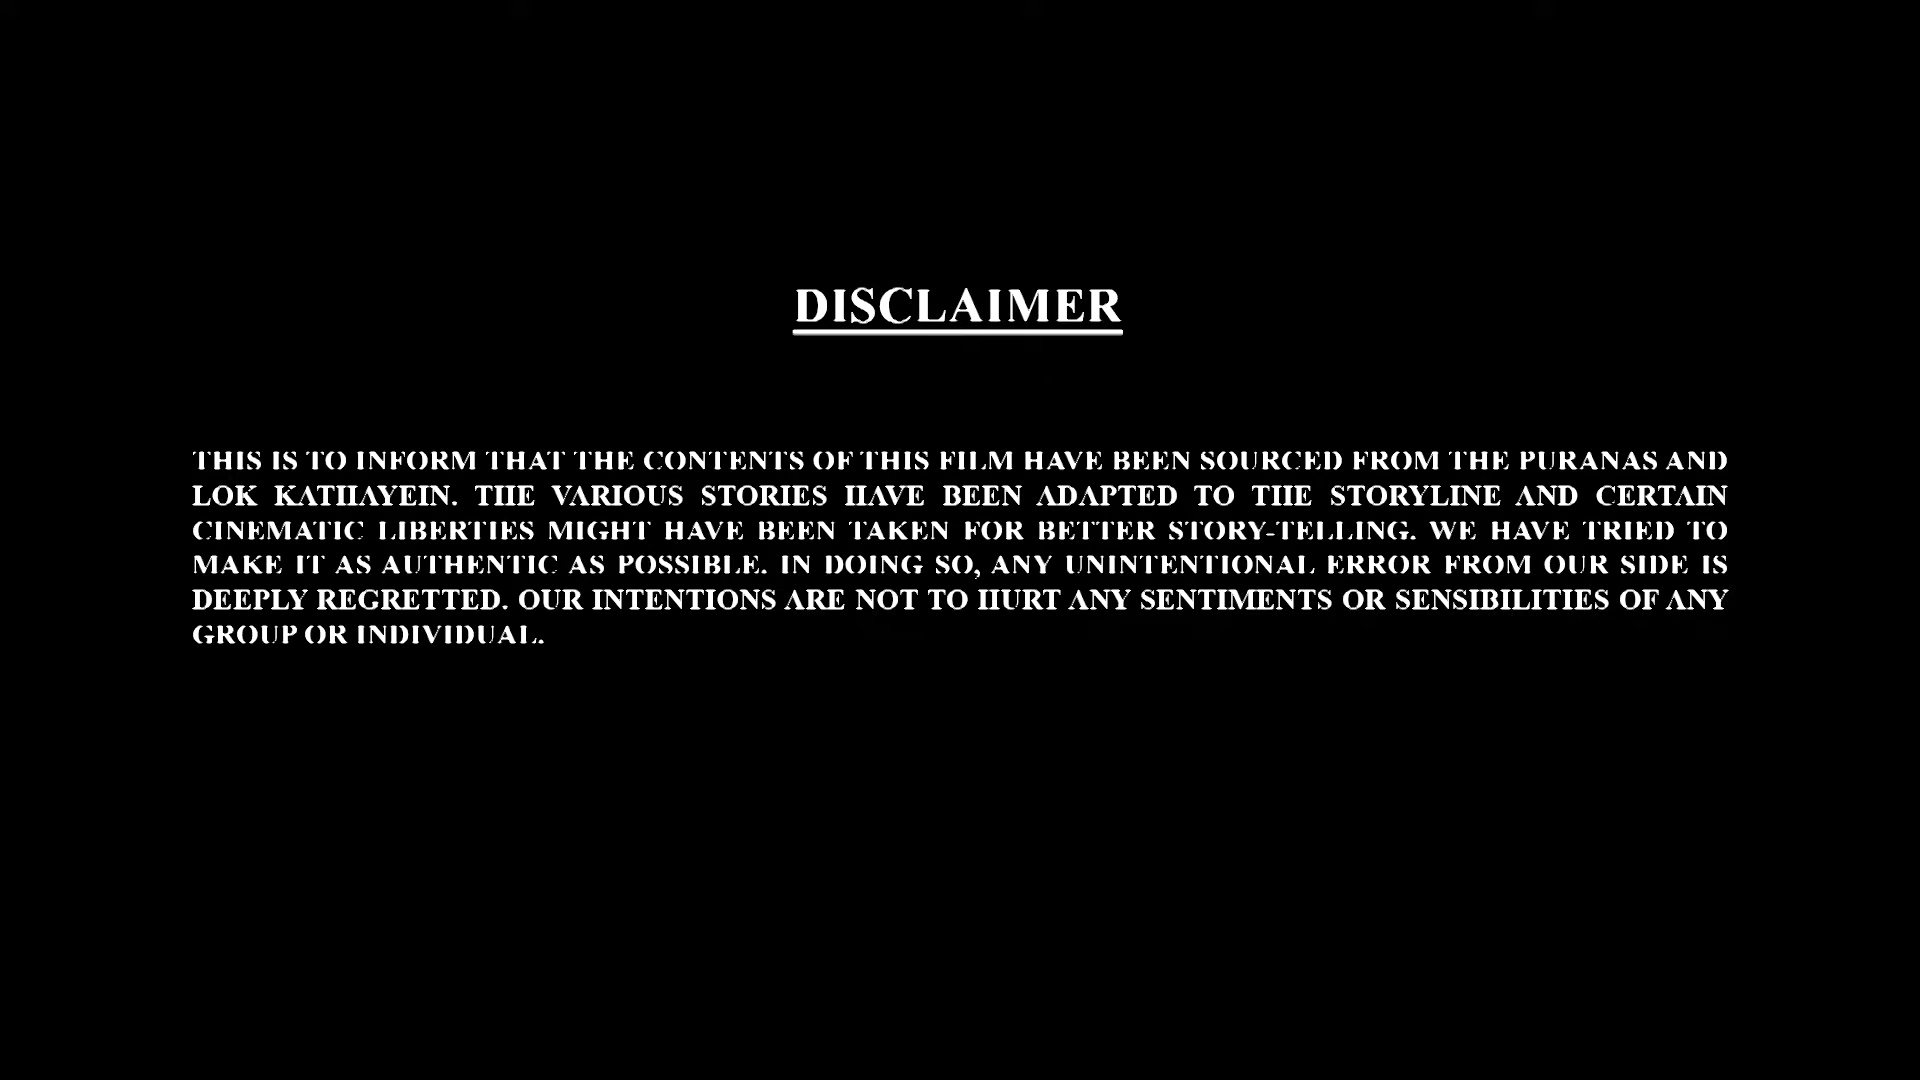 DISCLAIMER
THIS IS TO INFORM THAT THE CONTENTS OF THIS FILM HAVE BEEN SOURCED FROM THE PURANAS AND
LOK KATHAYEIN. THE VARIOUS STORIES HAVE BEEN ADAPTED TO THE STORYLINE AND CERTAIN
CINEMATIC LIBERTIES MIGHT HAVE BEEN TAKEN FOR BETTER STORY-TELLING. WE HAVE TRIED TO
MAKE IT AS AUTHENTIC AS POSSIBLE. IN DOING SO, ANY UNINTENTIONAL ERROR FROM OUR SIDE IS
DEEPLY REGRETTED. OUR INTENTIONS ARE NOT TO HURT ANY SENTIMENTS OR SENSIBILITIES OF ANY
GROUP OR INDIVIDUAL.